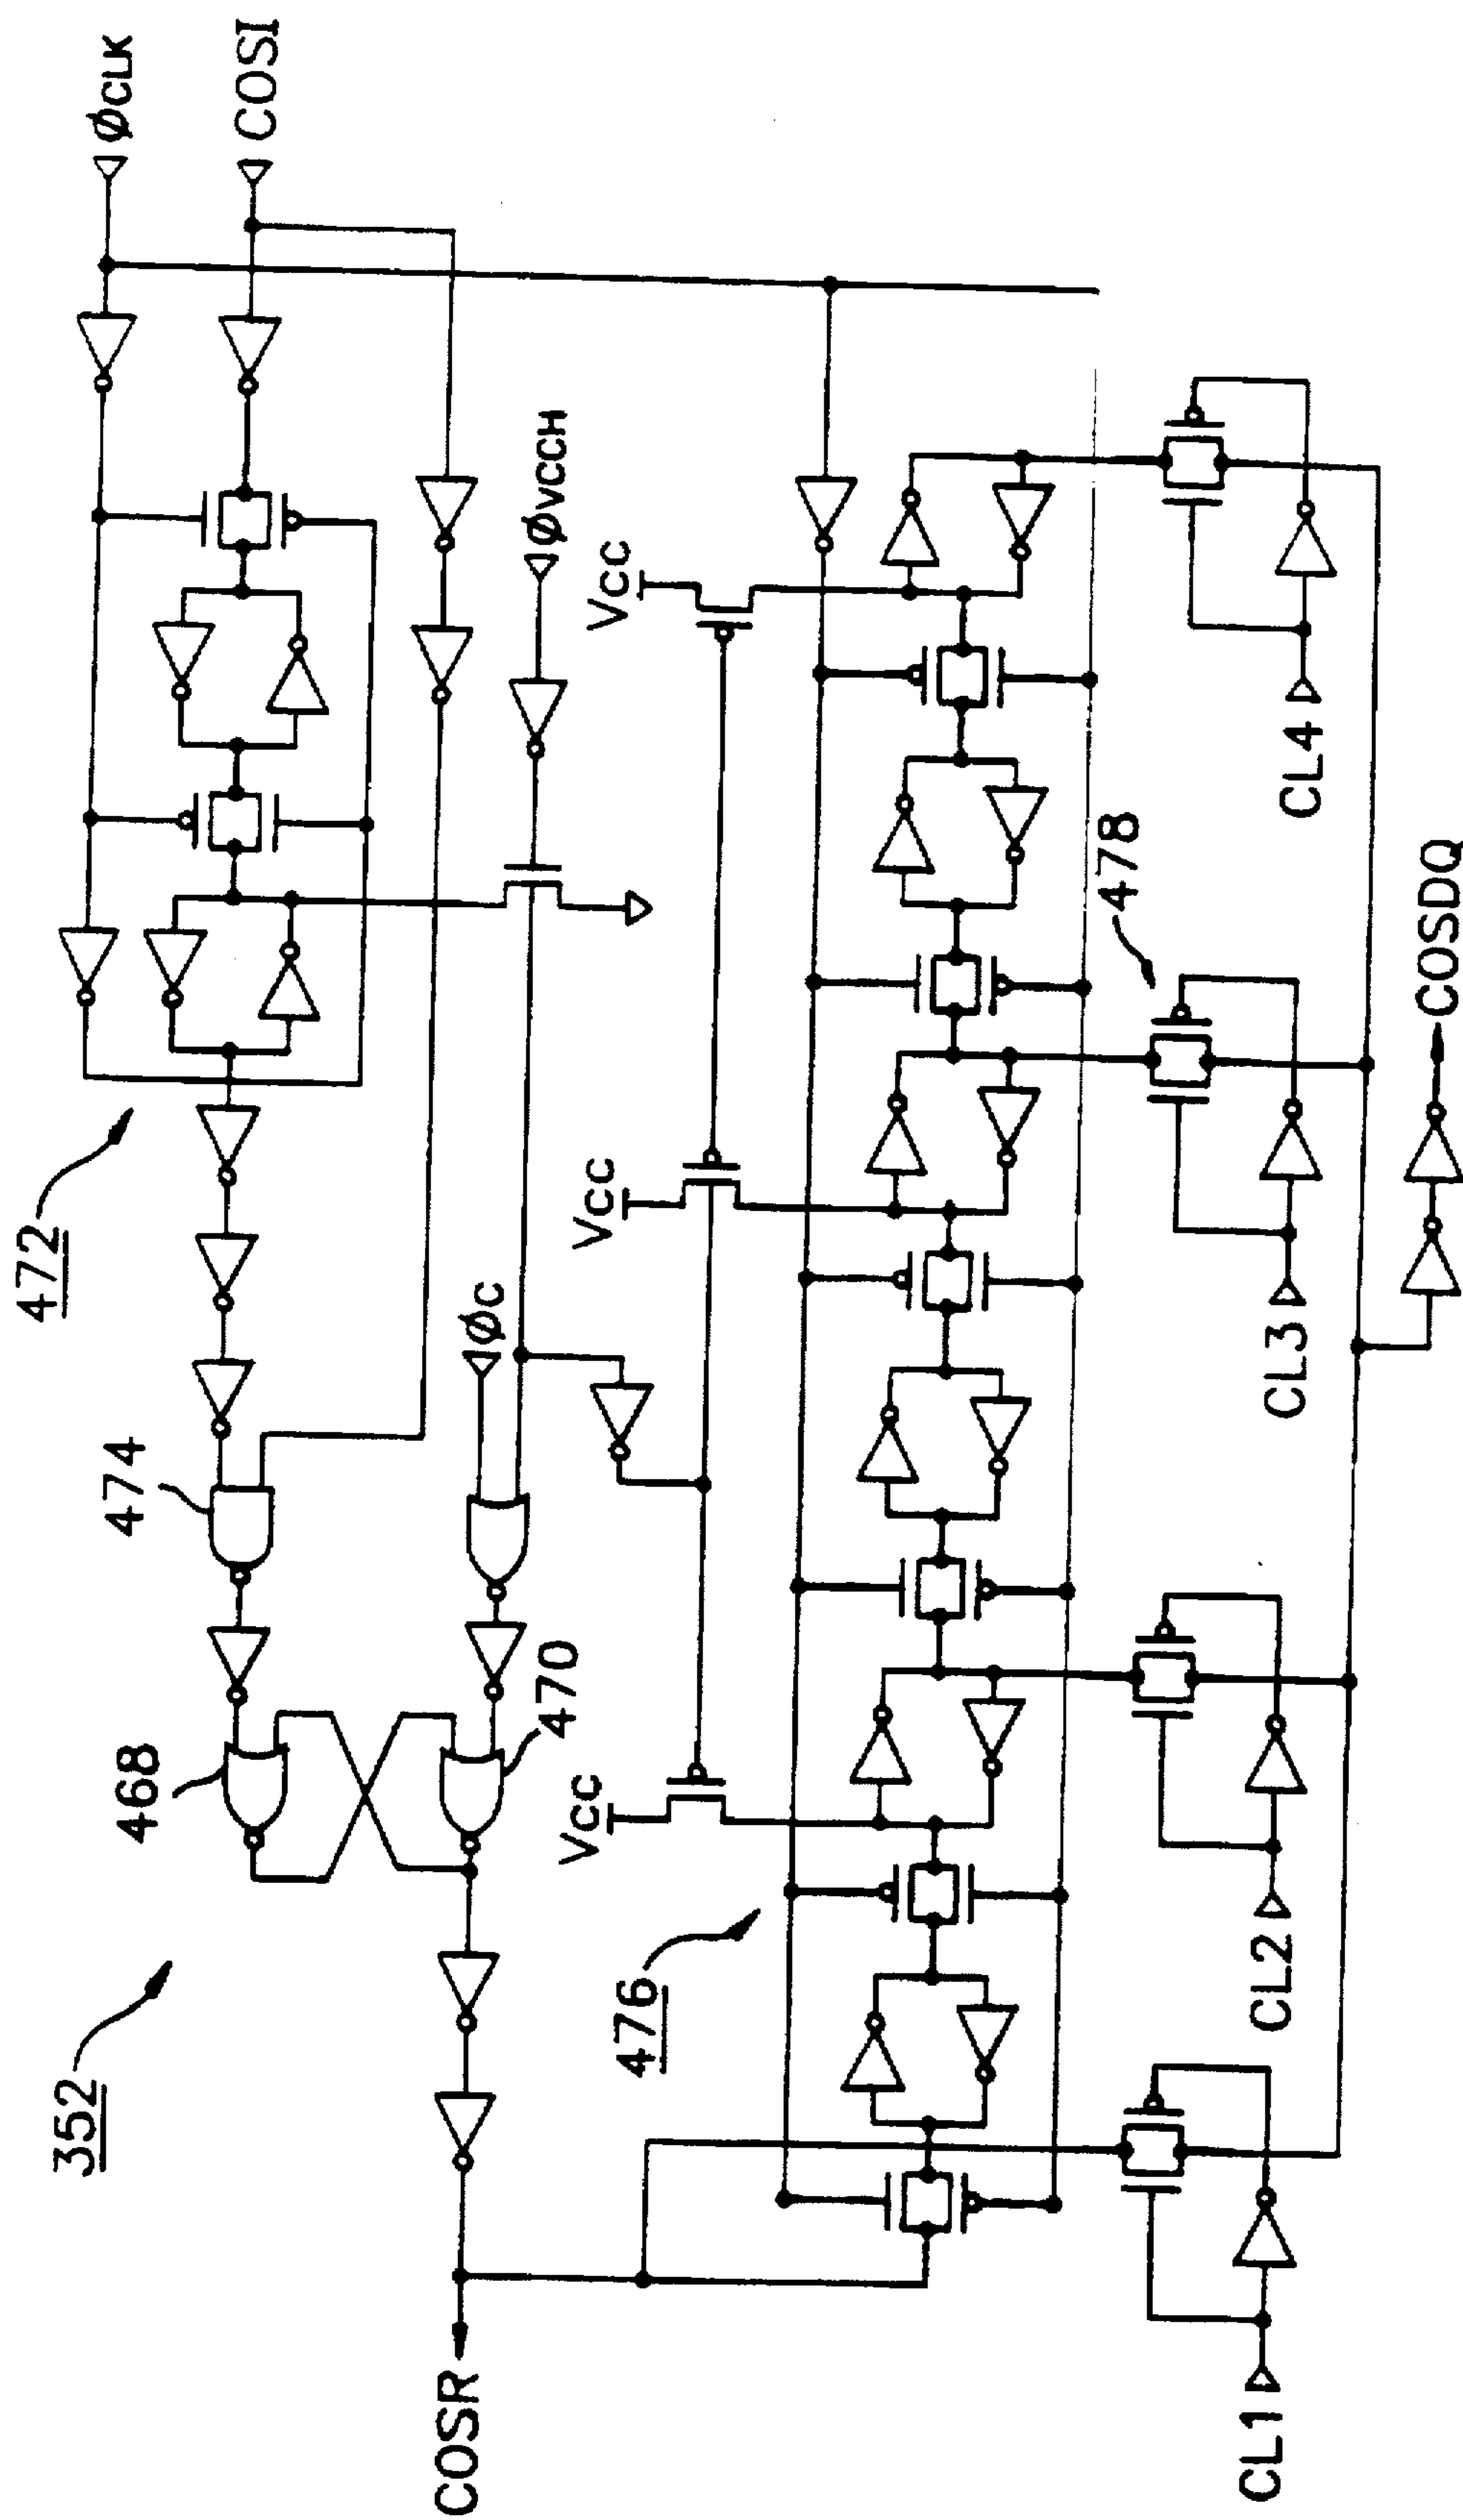 352
472
ØCLK
COSI
468
474
ØC
ØVCCH
470
COSR
476
Vcc
Vcc
Vcc
478
CL1
CL2
CL3
CL4
COSDQ